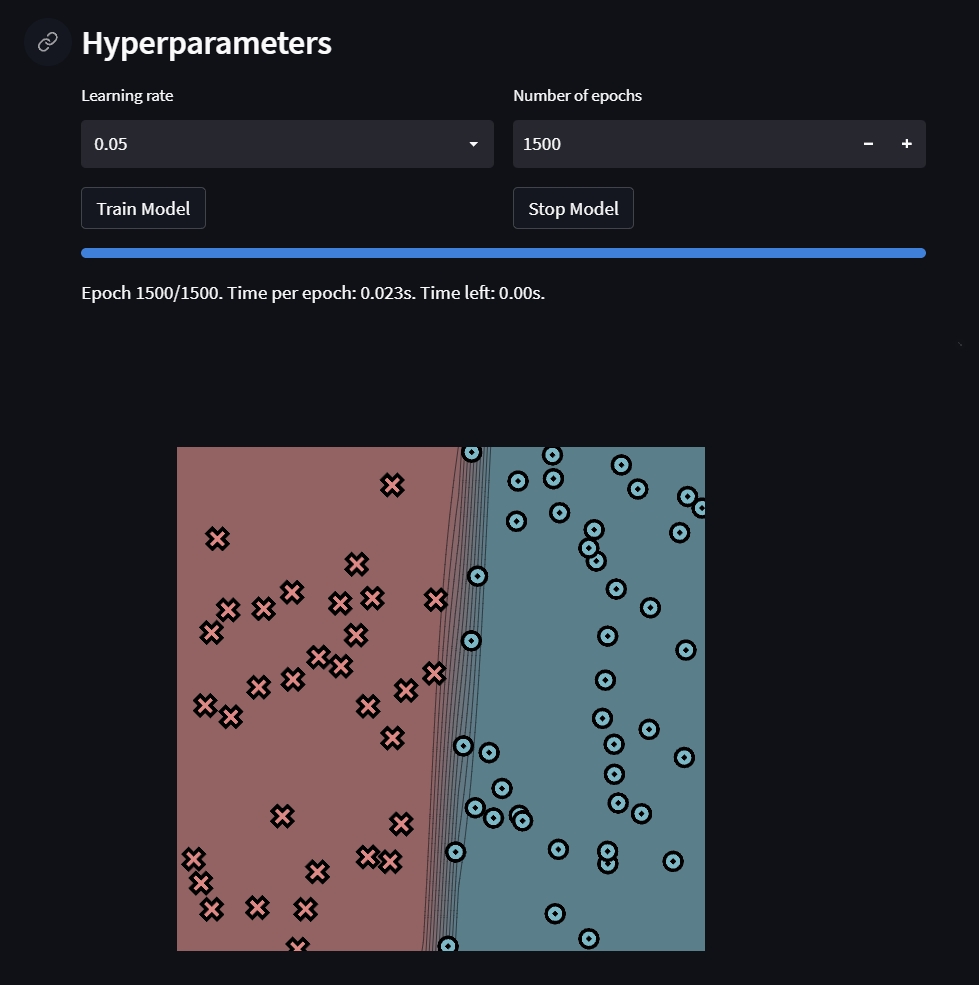 Hyperparameters
Learning rate
Number of epochs
0.05
1500
Train Model
Stop Model
Epoch 1500/1500. Time per epoch: 0.023s. Time left: 0.00s.